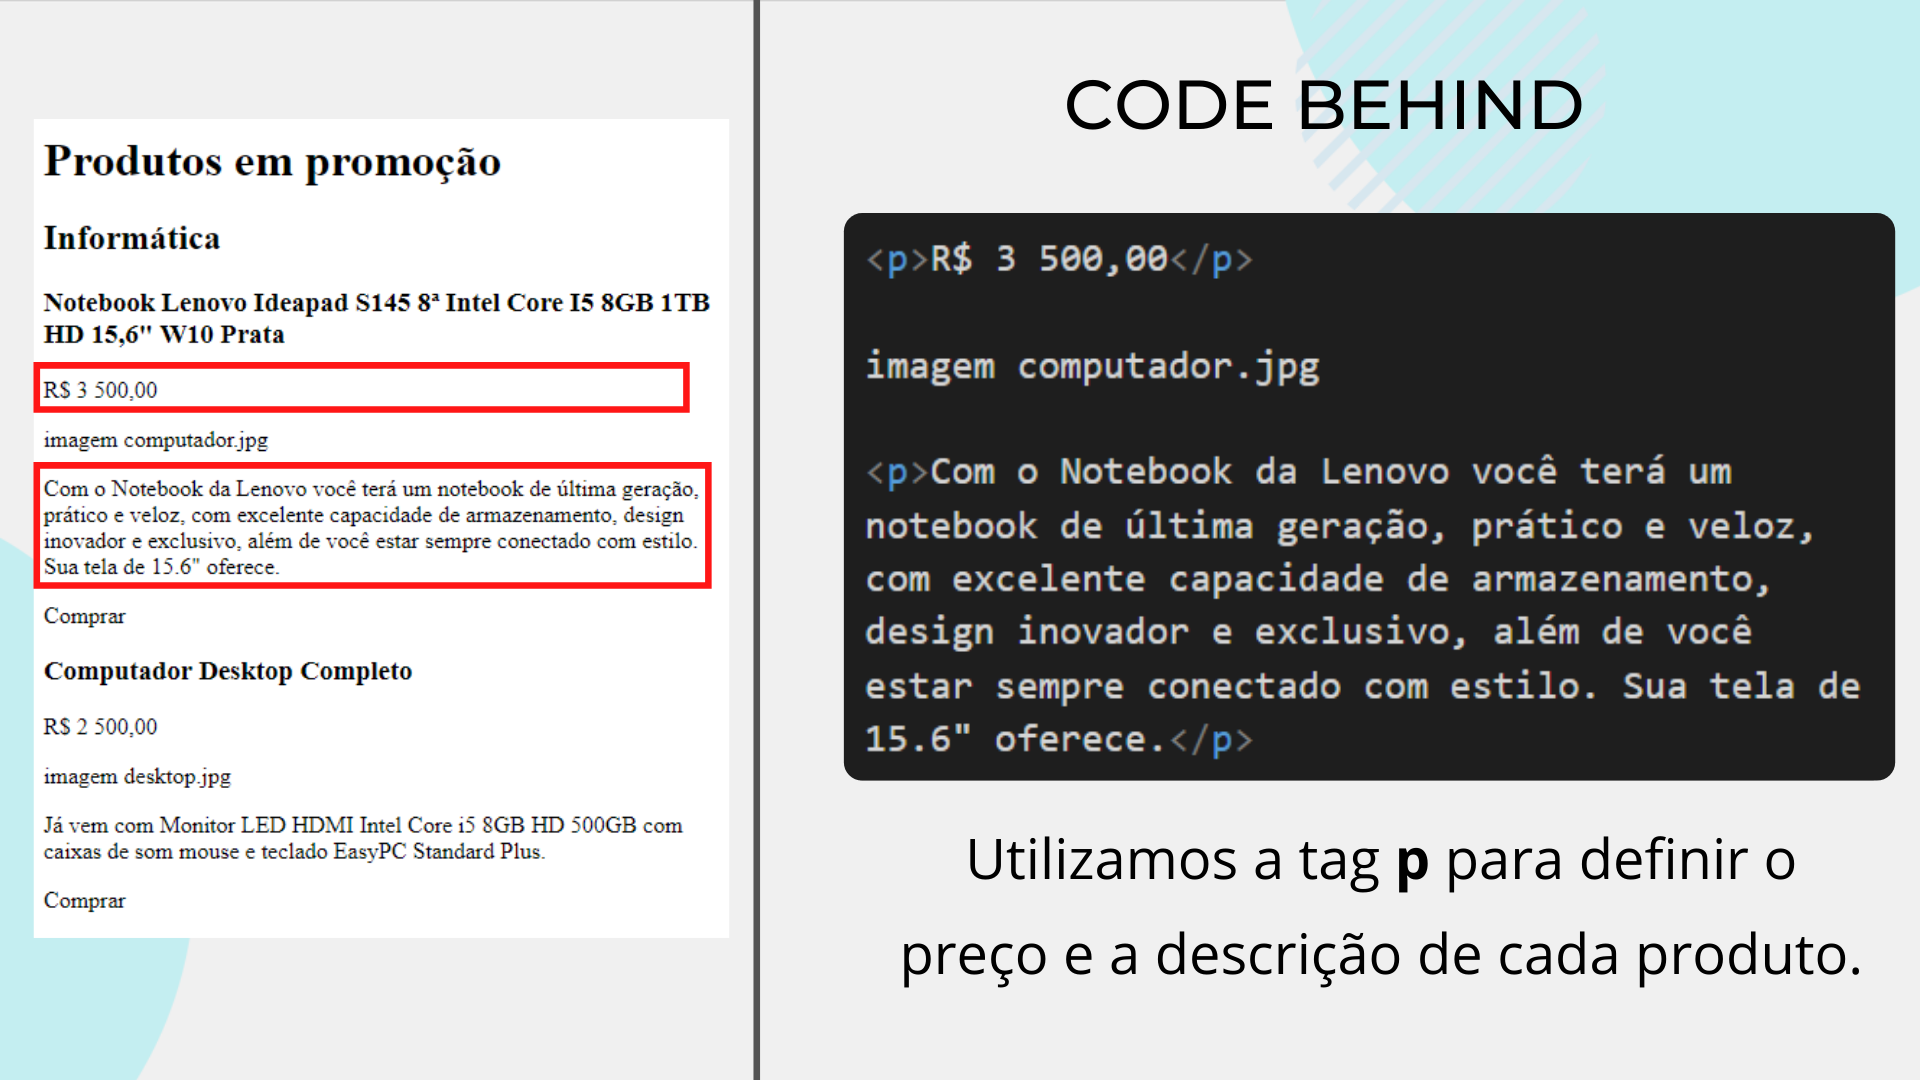 Produtos em promoção
Informática
Notebook Lenovo Ideapad S145 8ª Intel Core I5 8GB 1TB
HD 15,6" W10 Prata
R$ 3 500,00
imagem computador.jpg
Com o Notebook da Lenovo você terá um notebook de última geração,
prático e veloz, com excelente capacidade de armazenamento, design
inovador e exclusivo, além de você estar sempre conectado com estilo.
Sua tela de 15.6" oferece.
Comprar
Computador Desktop Completo
R$ 2 500,00
imagem desktop.jpg
Já vem com Monitor LED HDMI Intel Core i5 8GB HD 500GB com
caixas de som mouse e teclado EasyPC Standard Plus.
Comprar
CODE BEHIND
<p>R$ 3 500,00</p>
imagem computador.jpg
<p>Com o Notebook da Lenovo você terá um
notebook de última geração, prático e veloz,
com excelente capacidade de armazenamento,
design inovador e exclusivo, além de você
estar sempre conectado com estilo. Sua tela de
15.6" oferece.</p>
Utilizamos a tag p para definir o
preço e a descrição de cada produto.